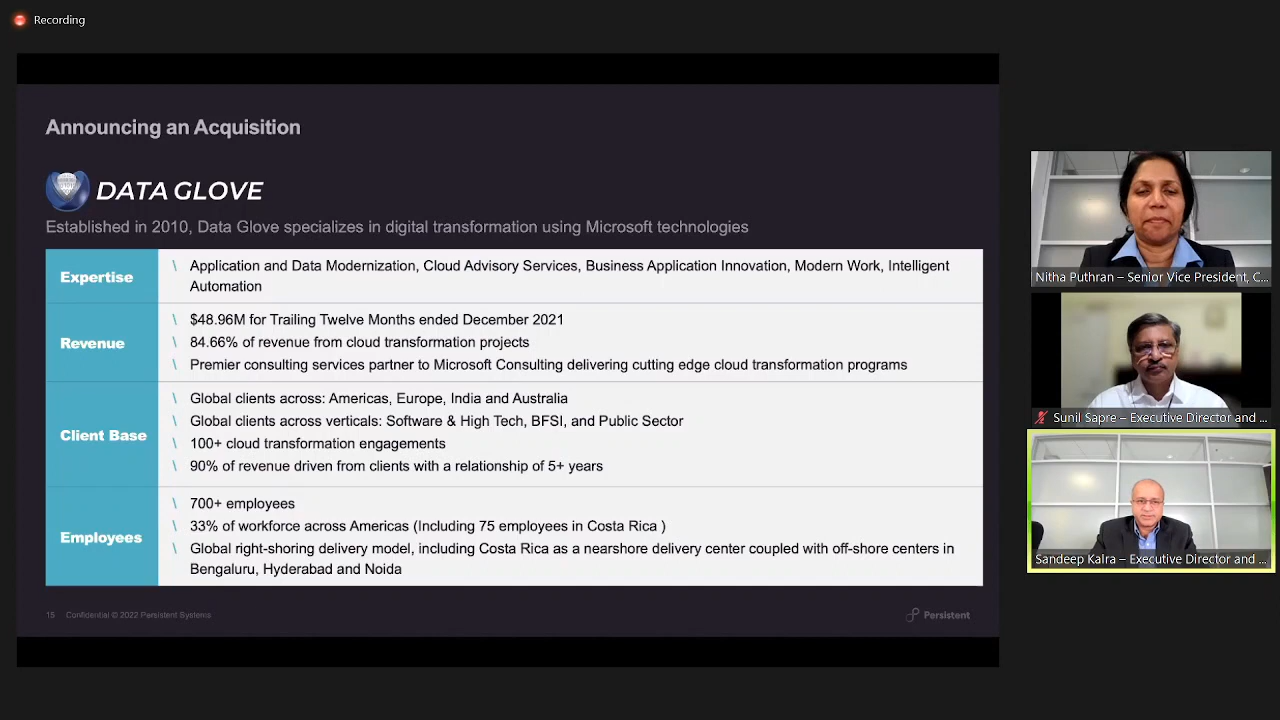 Recording
Announcing an Acquisition
DATA GLOVE
Established in 2010, Data Glove specializes in digital transformation using Microsoft technologies
Expertise
\ Application and Data Modernization, Cloud Advisory Services, Business Application Innovation, Modern Work, Intelligent
Automation
Revenue
\ $48.96M for Trailing Twelve Months ended December 2021
\ 84.66% of revenue from cloud transformation projects
\ Premier consulting services partner to Microsoft Consulting delivering cutting edge cloud transformation programs
Client Base
\ Global clients across: Americas, Europe, India and Australia
\ Global clients across verticals: Software & High Tech, BFSI, and Public Sector
\ 100+ cloud transformation engagements
\ 90% of revenue driven from clients with a relationship of 5+ years
Employees
\ 700+ employees
\ 33% of workforce across Americas (Including 75 employees in Costa Rica )
\ Global right-shoring delivery model, including Costa Rica as a nearshore delivery center coupled with off-shore centers in
Bengaluru, Hyderabad and Noida
15 Confidential © 2022 Persistent Systems
Persistent
Nitha Puthran – Senior Vice President, C...
Sunil Sapre – Executive Director and ...
Sandeep Kalra – Executive Director and ...